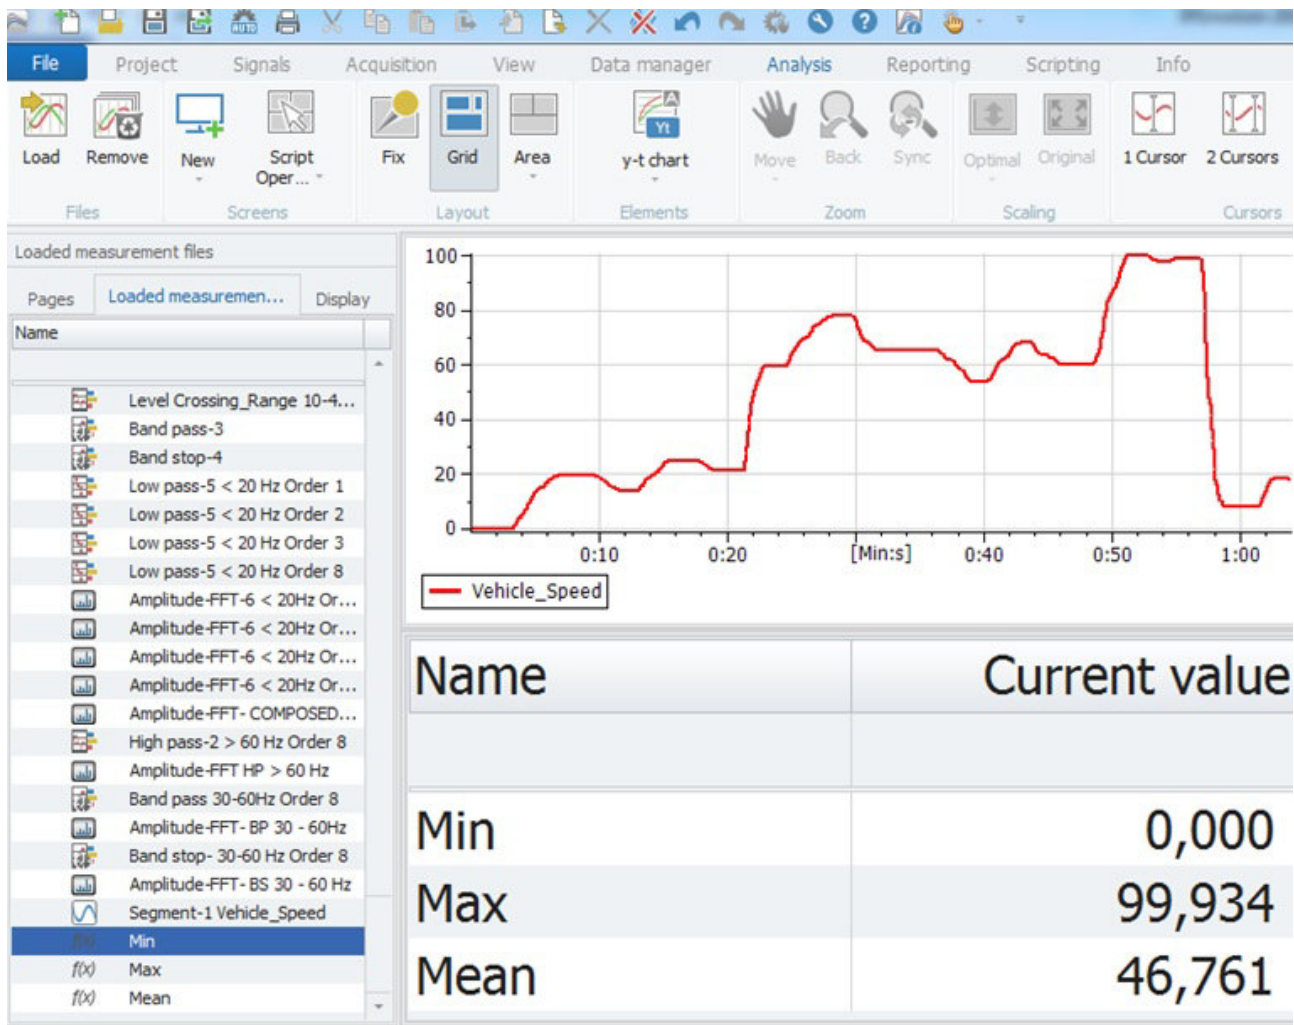 AUTO
File Project Signals Acquisition View Data manager Analysis Reporting Scripting Info
Load Remove New Script Oper... Fix Grid Area y-t chart Move Back Sync Optimal Original 1 Cursor 2 Cursors
Files Screens Layout Elements Zoom Scaling Cursors
Loaded measurement files
Pages Loaded measuremen... Display
Name
Level Crossing_Range 10-4...
Band pass-3
Band stop-4
Low pass-5 < 20 Hz Order 1
Low pass-5 < 20 Hz Order 2
Low pass-5 < 20 Hz Order 3
Low pass-5 < 20 Hz Order 8
Amplitude-FFT-6 < 20Hz Or...
Amplitude-FFT-6 < 20Hz Or...
Amplitude-FFT-6 < 20Hz Or...
Amplitude-FFT-6 < 20Hz Or...
Amplitude-FFT- COMPOSED...
High pass-2 > 60 Hz Order 8
Amplitude-FFT HP > 60 Hz
Band pass 30-60Hz Order 8
Amplitude-FFT- BP 30 - 60Hz
Band stop- 30-60 Hz Order 8
Amplitude-FFT- BS 30 - 60 Hz
Segment-1 Vehicle_Speed
f(x) Min
f(x) Max
f(x) Mean
100
80
60
40
20
0
0:10 0:20 [Min:s] 0:40 0:50 1:00
Vehicle_Speed
Name Current value
Min 0,000
Max 99,934
Mean 46,761